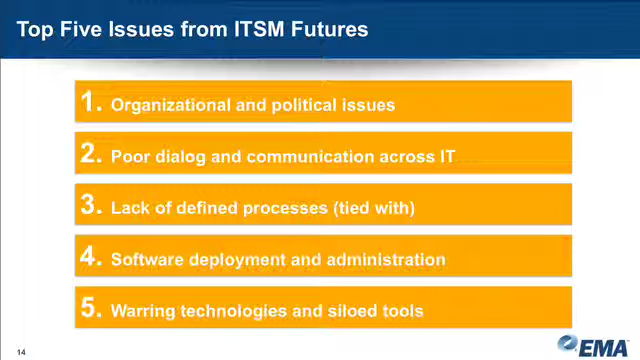 Top Five Issues from ITSM Futures
1. Organizational and political issues
2. Poor dialog and communication across IT
3. Lack of defined processes (tied with)
4. Software deployment and administration
5. Warring technologies and siloed tools
14
EMA